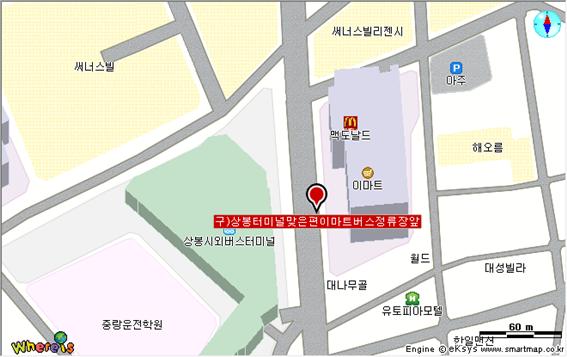 써너스빌
써너스빌리젠시
아주
맥도날드
해오름
이마트
구)상봉터미널맞은편이마트버스정류장앞
상봉시외버스터미널
월드
대성빌라
대나무골
유토피아모텔
중랑운전학원
60 m
한일맨션
Where is
Engine ⓒ eKsys www.smartmap.co.kr